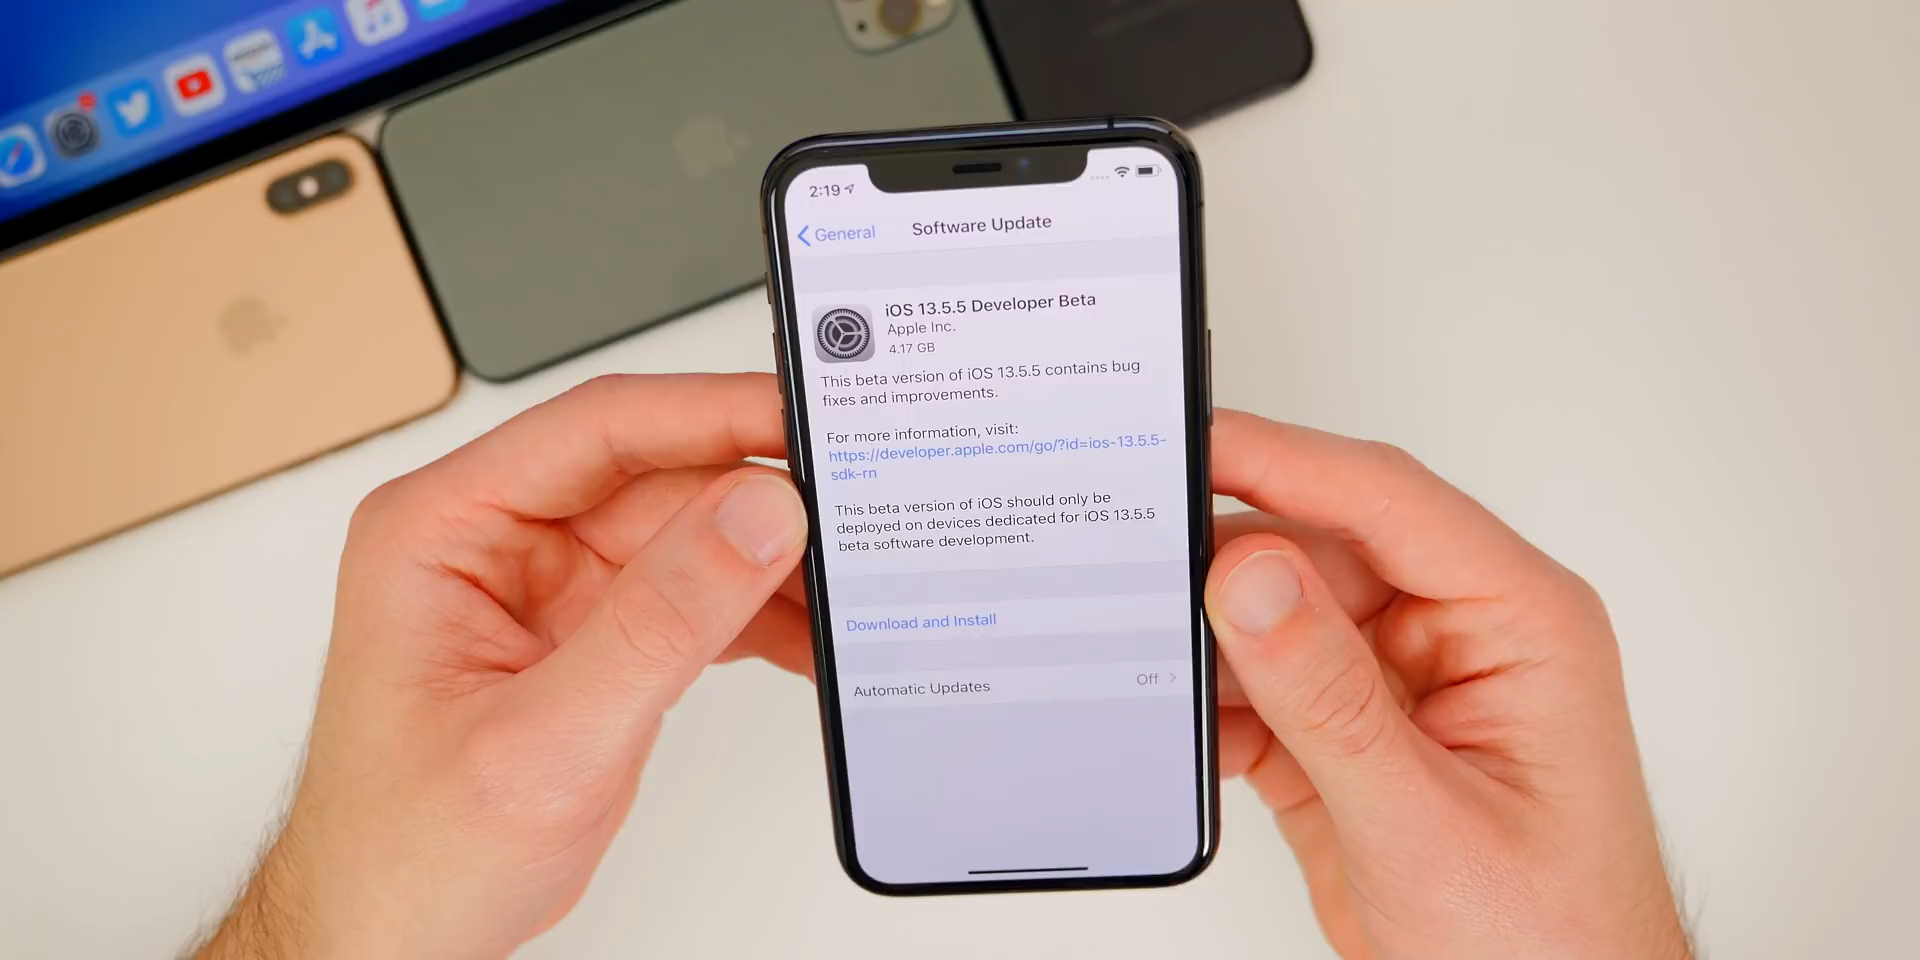 2:19
General
Software Update
iOS 13.5.5 Developer Beta
Apple Inc.
4.17 GB
This beta version of iOS 13.5.5 contains bug
fixes and improvements.
For more information, visit:
https://developer.apple.com/go/?id=ios-13.5.5-
sdk-rn
This beta version of iOS should only be
deployed on devices dedicated for iOS 13.5.5
beta software development.
Download and Install
Automatic Updates
Off